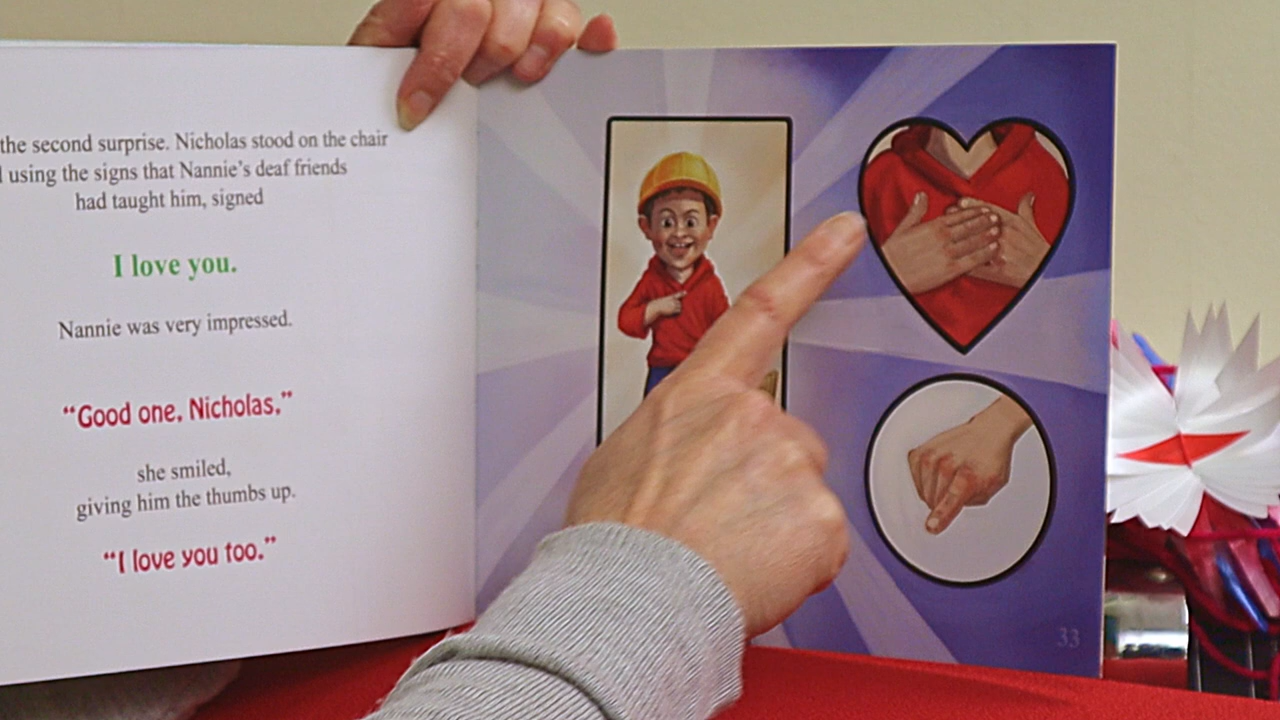 the second surprise. Nicholas stood on the chair
using the signs that Nannie's deaf friends
had taught him, signed
I love you.
Nannie was very impressed.
“Good one, Nicholas,”
she smiled,
giving him the thumbs up.
“I love you too.”
33